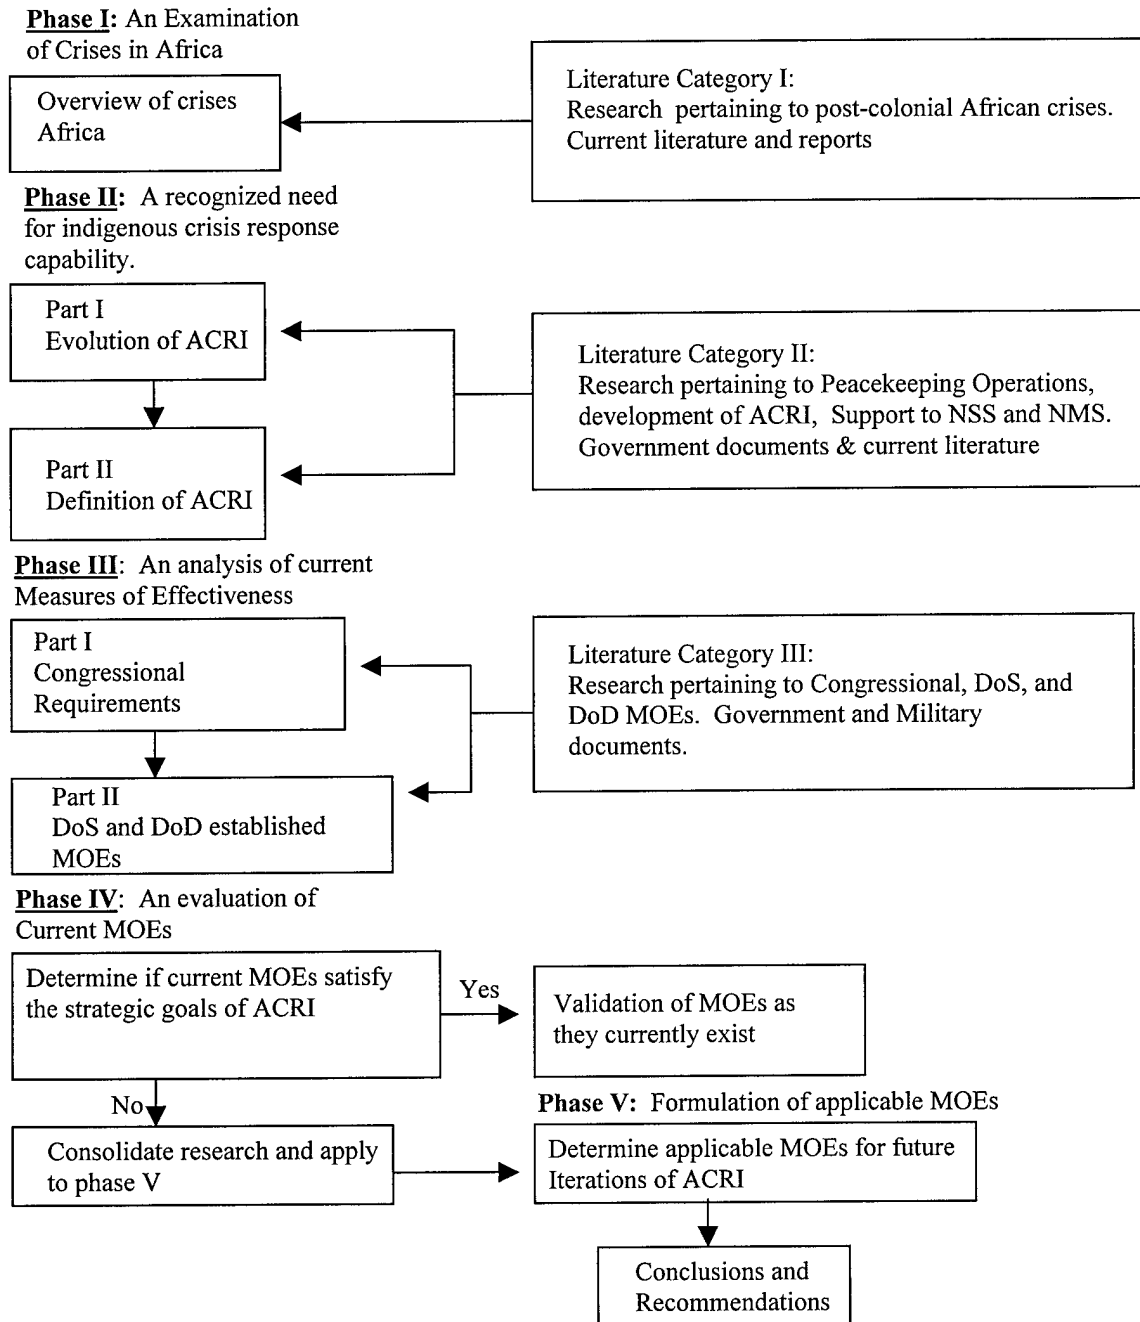 Phase I: An Examination
of Crises in Africa
Overview of crises
Africa
Literature Category I:
Research pertaining to post-colonial African crises.
Current literature and reports
Phase II: A recognized need
for indigenous crisis response
capability.
Part I
Evolution of ACRI
Part II
Definition of ACRI
Literature Category II:
Research pertaining to Peacekeeping Operations,
development of ACRI, Support to NSS and NMS.
Government documents & current literature
Phase III: An analysis of current
Measures of Effectiveness
Part I
Congressional
Requirements
Part II
DoS and DoD established
MOEs
Literature Category III:
Research pertaining to Congressional, DoS, and
DoD MOEs. Government and Military
documents.
Phase IV: An evaluation of
Current MOEs
Determine if current MOEs satisfy
the strategic goals of ACRI
Yes
Validation of MOEs as
they currently exist
No
Consolidate research and apply
to phase V
Phase V: Formulation of applicable MOEs
Determine applicable MOEs for future
Iterations of ACRI
Conclusions and
Recommendations